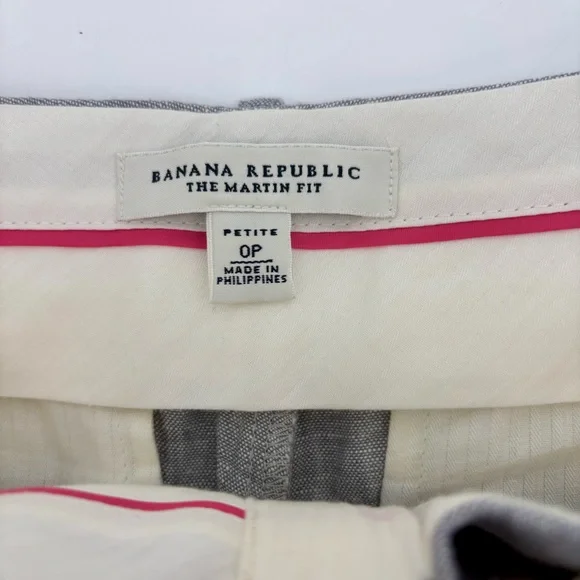 BANANA REPUBLIC
THE MARTIN FIT
PETITE
0P
MADE IN
PHILIPPINES